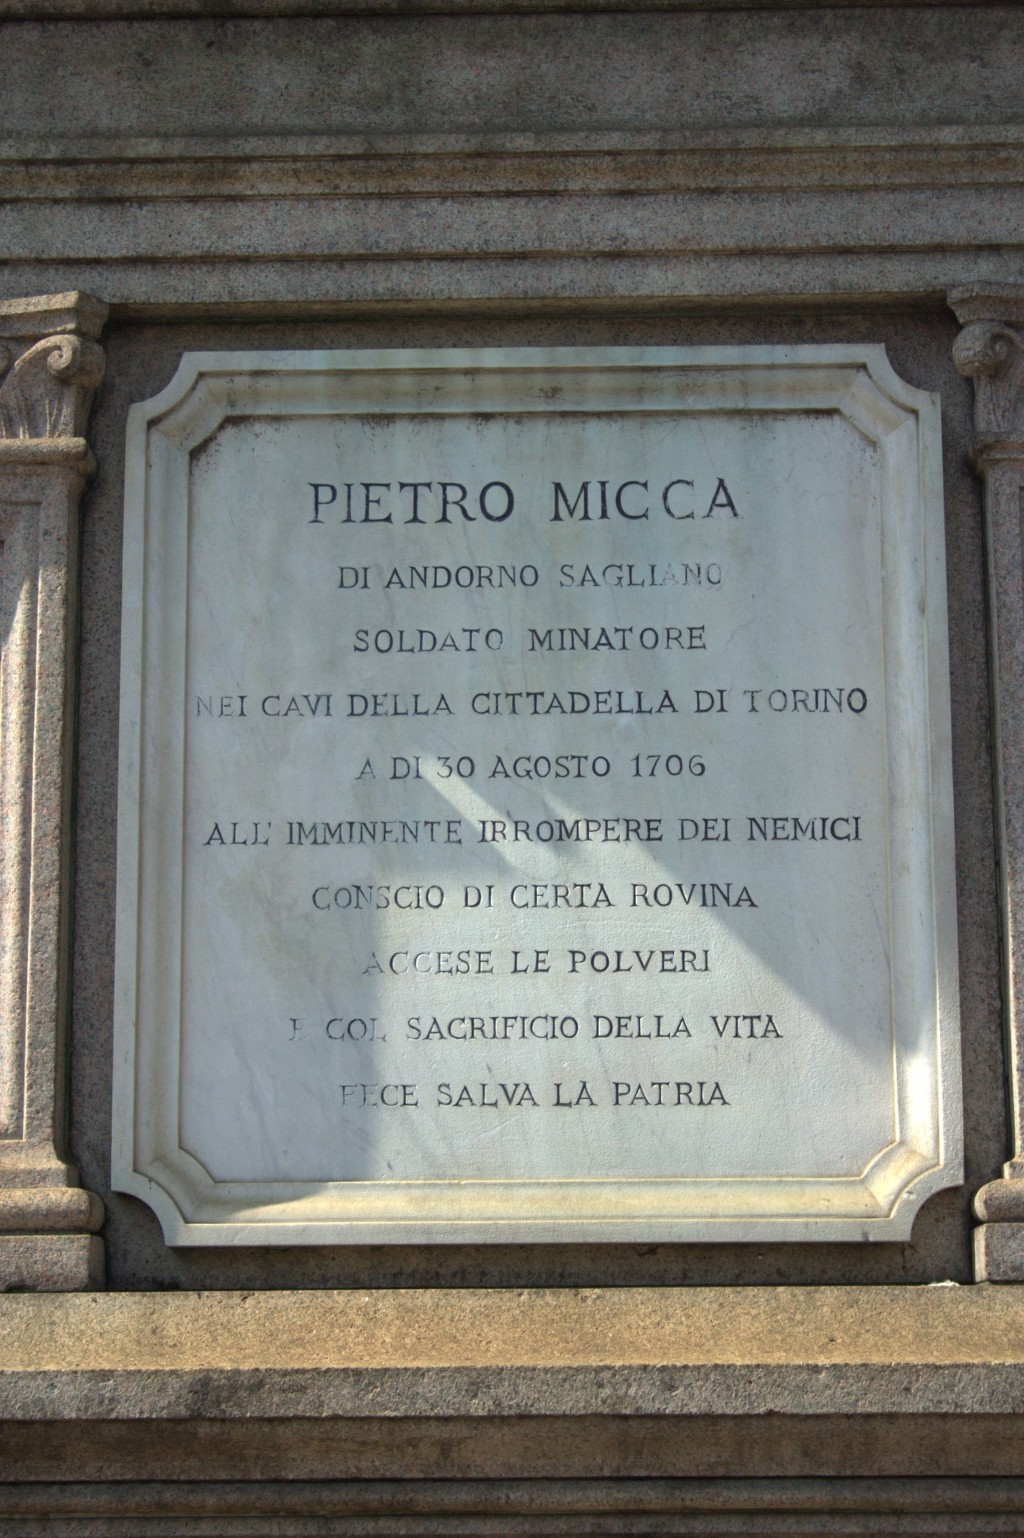 PIETRO MICCA
DI ANDORNO SAGLIANO
SOLDATO MINATORE
NEI CAVI DELLA CITTADELLA DI TORINO
A DI 30 AGOSTO 1706
ALL' IMMINENTE IRROMPERE DEI NEMICI
CONSCIO DI CERTA ROVINA
ACCESE LE POLVERI
E COL SACRIFICIO DELLA VITA
FECE SALVA LA PATRIA